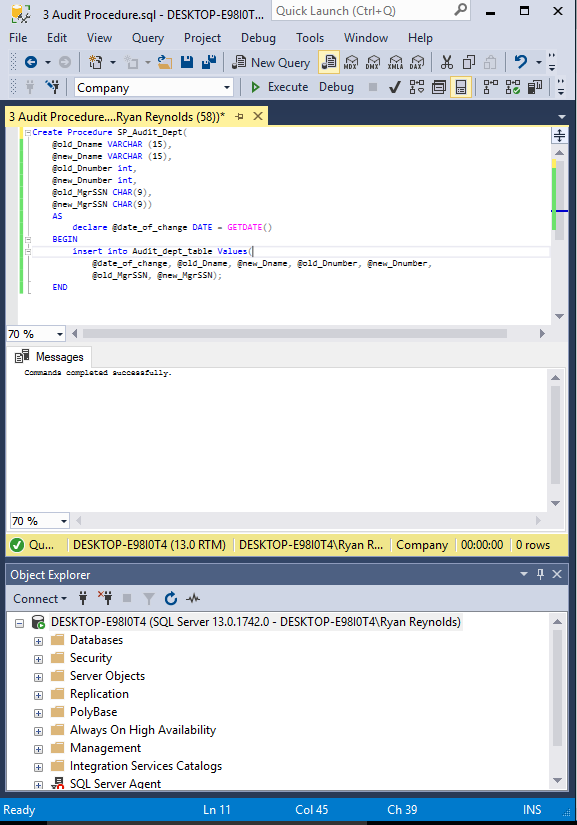 3 Audit Procedure.sql - DESKTOP-E98I0T...
Quick Launch (Ctrl+Q)
File Edit View Query Project Debug Tools Window Help
New Query MDX DMX XMLA DAX
Company Execute Debug
3 Audit Procedure....Ryan Reynolds (58))*
Create Procedure SP_Audit_Dept(
@old_Dname VARCHAR (15),
@new_Dname VARCHAR (15),
@old_Dnumber int,
@new_Dnumber int,
@old_MgrSSN CHAR(9),
@new_MgrSSN CHAR(9))
AS
declare @date_of_change DATE = GETDATE()
BEGIN
insert into Audit_dept_table Values(
@date_of_change, @old_Dname, @new_Dname, @old_Dnumber, @new_Dnumber,
@old_MgrSSN, @new_MgrSSN);
END
70 %
Messages
Commands completed successfully.
70 %
Qu... DESKTOP-E98I0T4 (13.0 RTM) DESKTOP-E98I0T4\Ryan R... Company 00:00:00 0 rows
Object Explorer
Connect
DESKTOP-E98I0T4 (SQL Server 13.0.1742.0 - DESKTOP-E98I0T4\Ryan Reynolds)
Databases
Security
Server Objects
Replication
PolyBase
Always On High Availability
Management
Integration Services Catalogs
SQL Server Agent
Ready Ln 11 Col 45 Ch 39 INS